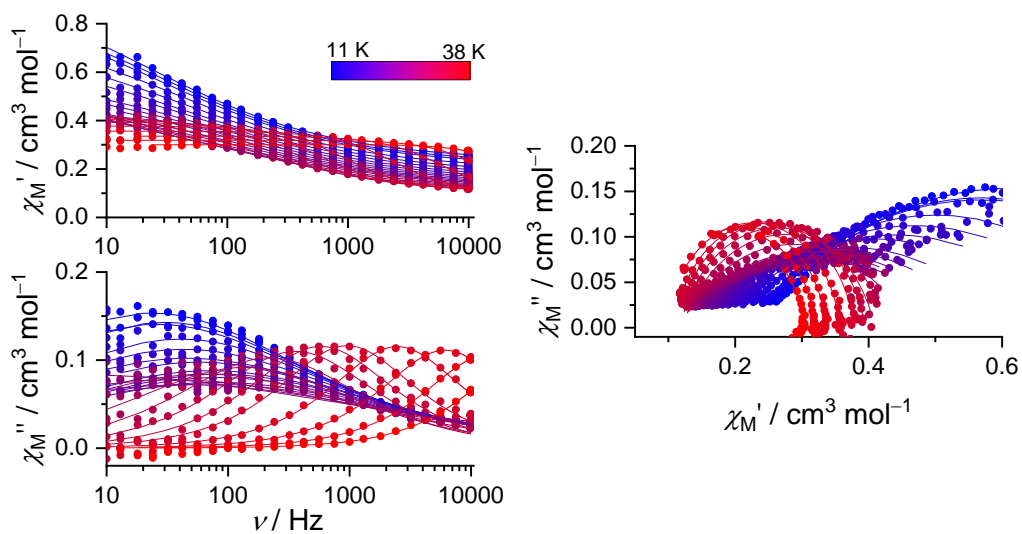 0.8
0.6
0.4
0.2
0.0
χM' / cm³ mol⁻¹
11 K 38 K
10 100 1000 10000
0.2
0.1
0.0
χM'' / cm³ mol⁻¹
10 100 1000 10000
ν / Hz
0.20
0.15
0.10
0.05
0.00
χM'' / cm³ mol⁻¹
0.2 0.4 0.6
χM' / cm³ mol⁻¹